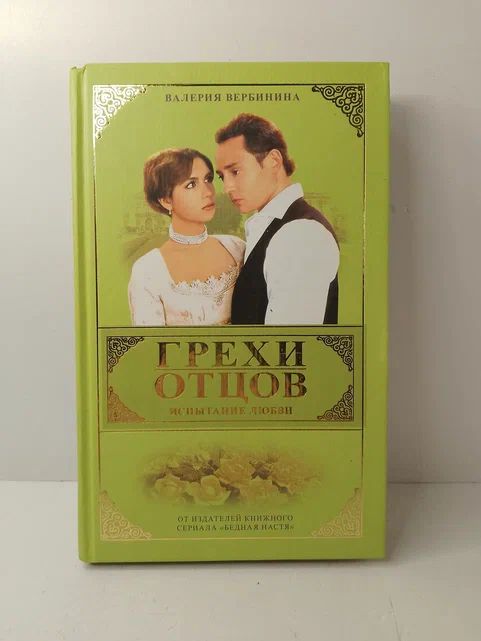 ВАЛЕРИЯ ВЕРБИНИНА
ГРЕХИ
ОТЦОВ
ИСПЫТАНИЕ ЛЮБВИ
ОТ ИЗДАТЕЛЕЙ КНИЖНОГО
СЕРИАЛА «БЕДНАЯ НАСТЯ»